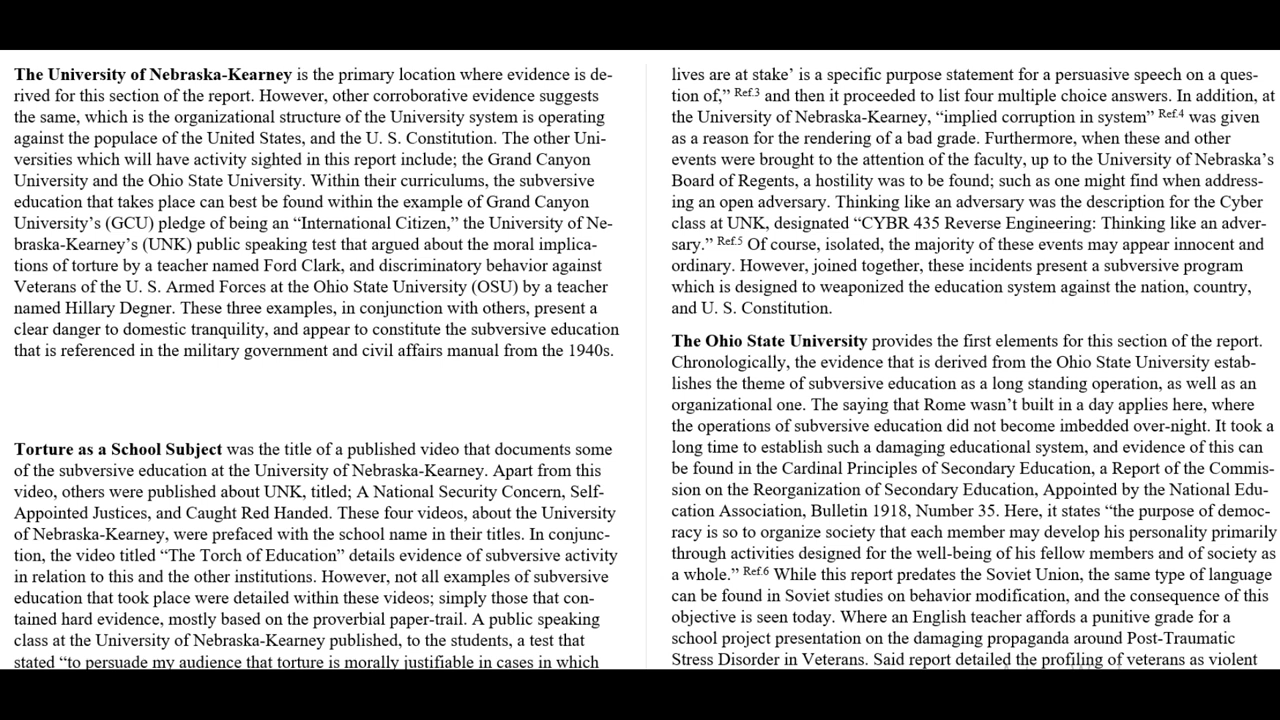 The University of Nebraska-Kearney is the primary location where evidence is de-
rived for this section of the report. However, other corroborative evidence suggests
the same, which is the organizational structure of the University system is operating
against the populace of the United States, and the U. S. Constitution. The other Uni-
versities which will have activity sighted in this report include; the Grand Canyon
University and the Ohio State University. Within their curriculums, the subversive
education that takes place can best be found within the example of Grand Canyon
University’s (GCU) pledge of being an “International Citizen,” the University of Ne-
braska-Kearney’s (UNK) public speaking test that argued about the moral implica-
tions of torture by a teacher named Ford Clark, and discriminatory behavior against
Veterans of the U. S. Armed Forces at the Ohio State University (OSU) by a teacher
named Hillary Degner. These three examples, in conjunction with others, present a
clear danger to domestic tranquility, and appear to constitute the subversive education
that is referenced in the military government and civil affairs manual from the 1940s.
Torture as a School Subject was the title of a published video that documents some
of the subversive education at the University of Nebraska-Kearney. Apart from this
video, others were published about UNK, titled; A National Security Concern, Self-
Appointed Justices, and Caught Red Handed. These four videos, about the University
of Nebraska-Kearney, were prefaced with the school name in their titles. In conjunc-
tion, the video titled “The Torch of Education” details evidence of subversive activity
in relation to this and the other institutions. However, not all examples of subversive
education that took place were detailed within these videos; simply those that con-
tained hard evidence, mostly based on the proverbial paper-trail. A public speaking
class at the University of Nebraska-Kearney published, to the students, a test that
stated “to persuade my audience that torture is morally justifiable in cases in which
lives are at stake’ is a specific purpose statement for a persuasive speech on a ques-
tion of,” Ref.3 and then it proceeded to list four multiple choice answers. In addition, at
the University of Nebraska-Kearney, “implied corruption in system” Ref.4 was given
as a reason for the rendering of a bad grade. Furthermore, when these and other
events were brought to the attention of the faculty, up to the University of Nebraska’s
Board of Regents, a hostility was to be found; such as one might find when address-
ing an open adversary. Thinking like an adversary was the description for the Cyber
class at UNK, designated “CYBR 435 Reverse Engineering: Thinking like an adver-
sary.” Ref.5 Of course, isolated, the majority of these events may appear innocent and
ordinary. However, joined together, these incidents present a subversive program
which is designed to weaponized the education system against the nation, country,
and U. S. Constitution.
The Ohio State University provides the first elements for this section of the report.
Chronologically, the evidence that is derived from the Ohio State University estab-
lishes the theme of subversive education as a long standing operation, as well as an
organizational one. The saying that Rome wasn’t built in a day applies here, where
the operations of subversive education did not become imbedded over-night. It took a
long time to establish such a damaging educational system, and evidence of this can
be found in the Cardinal Principles of Secondary Education, a Report of the Commis-
sion on the Reorganization of Secondary Education, Appointed by the National Edu-
cation Association, Bulletin 1918, Number 35. Here, it states “the purpose of democ-
racy is so to organize society that each member may develop his personality primarily
through activities designed for the well-being of his fellow members and of society as
a whole.” Ref.6 While this report predates the Soviet Union, the same type of language
can be found in Soviet studies on behavior modification, and the consequence of this
objective is seen today. Where an English teacher affords a punitive grade for a
school project presentation on the damaging propaganda around Post-Traumatic
Stress Disorder in Veterans. Said report detailed the profiling of veterans as violent